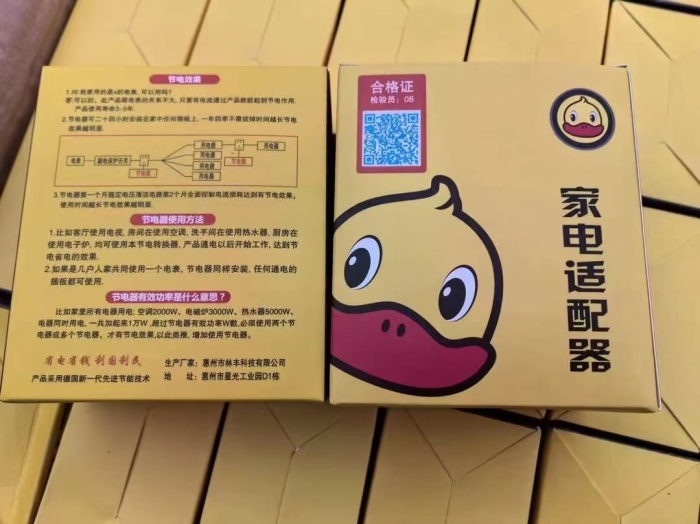 节电效果
1.问:我家用的是x的电表, 可以用吗?
答:可以的, 此产品跟电表的关系不大, 只要有电流通过产品就能起到节电作用,
产品使用寿命3-5年.
2.节电器可二十四小时安装在家中任何插板上, 一年四季不需拔掉时间越长节电
效果越明显.
电表
漏电保护开关
用电器
用电器
用电器
用电器
节电器
用电器
节电器
3.节电器第一个月稳定电压清洁电路第2个月全面控制电流损耗达到有节电效果,
使用时间越长节电效果越明显.
节电器使用方法
1.比如客厅使用电视, 房间在使用空调, 洗手间在使用热水器, 厨房在
使用电子炉, 均可使用本节电转换器, 产品通电以后开始工作, 达到节
电省电的效果.
2.如果是几户人家共同使用一个电表, 节电器同样安装, 任何通电的
插板都可使用.
节电器有效功率是什么意思?
比如家里所有电器用电; 空调2000W、电磁炉3000W、热水器5000W、
电器同时用电, 一共加起来1万W, 超过节电器有效功率W数, 必须使用两个节
电器或多个节电器。才有节电效果, 以此类推, 增加使用节电器。
省电省钱 利国利民
产品采用德国新一代先进节能技术
生产厂家: 惠州市林丰科技有限公司
地 址: 惠州市星光工业园D1栋
合格证
检验员: 08
家电适配器